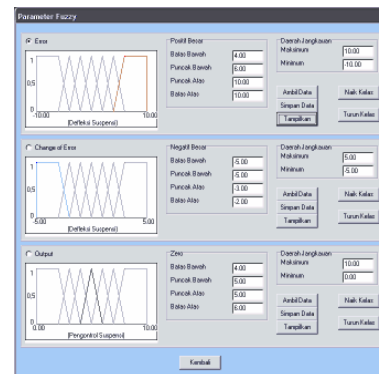 Parameter Fuzzy
Error
1
0,5
0
-10.00
10.00
[Defleksi Suspensi]
Positif Besar
Batas Bawah 4.00
Puncak Bawah 6.00
Puncak Atas 10.00
Batas Atas 10.00
Daerah Jangkauan
Maksimum 10.00
Minimum -10.00
Ambil Data
Naik Kelas
Simpan Data
Tampilkan
Turun Kelas
Change of Error
1
0,5
0
-5.00
5.00
[Defleksi Suspensi]
Negatif Besar
Batas Bawah -5.00
Puncak Bawah -5.00
Puncak Atas -3.00
Batas Atas -2.00
Daerah Jangkauan
Maksimum 5.00
Minimum -5.00
Ambil Data
Naik Kelas
Simpan Data
Tampilkan
Turun Kelas
Output
1
0,5
0
0.00
10.00
[Pengontrol Suspensi]
Zero
Batas Bawah 4.00
Puncak Bawah 5.00
Puncak Atas 5.00
Batas Atas 6.00
Daerah Jangkauan
Maksimum 10.00
Minimum 0.00
Ambil Data
Naik Kelas
Simpan Data
Tampilkan
Turun Kelas
Kembali